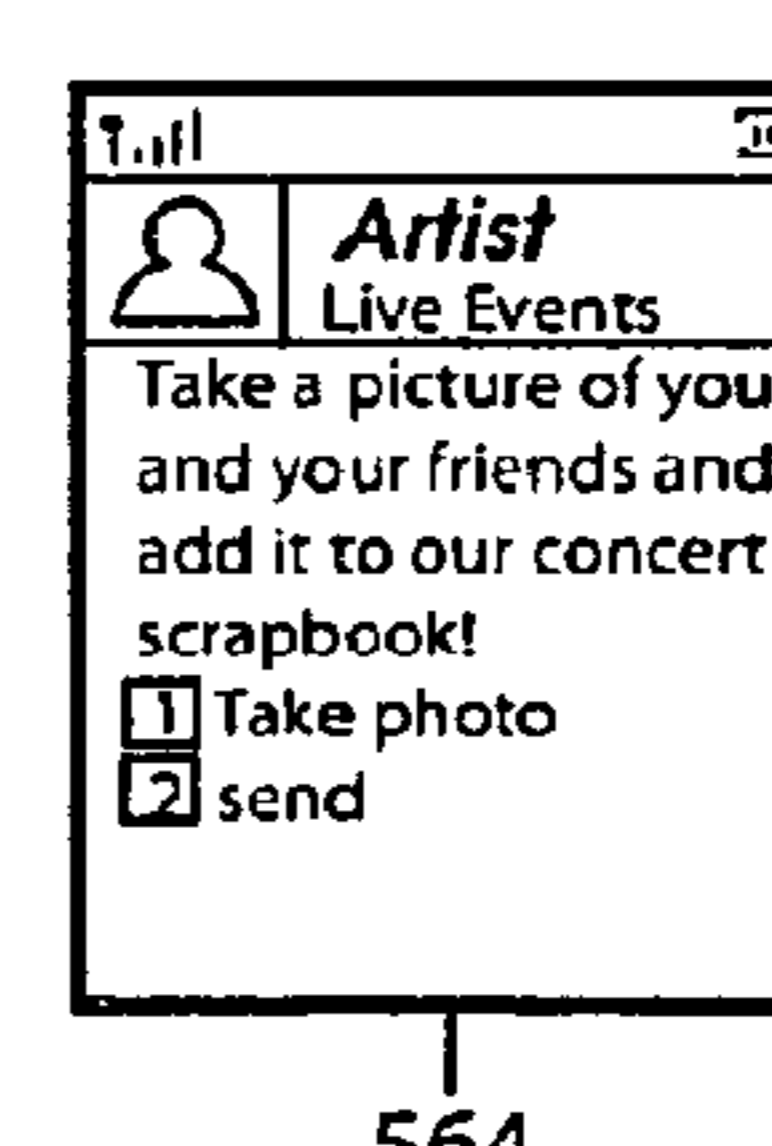 Artist
Live Events
Take a picture of you
and your friends and
add it to our concert
scrapbook!
1 Take photo
2 send
564